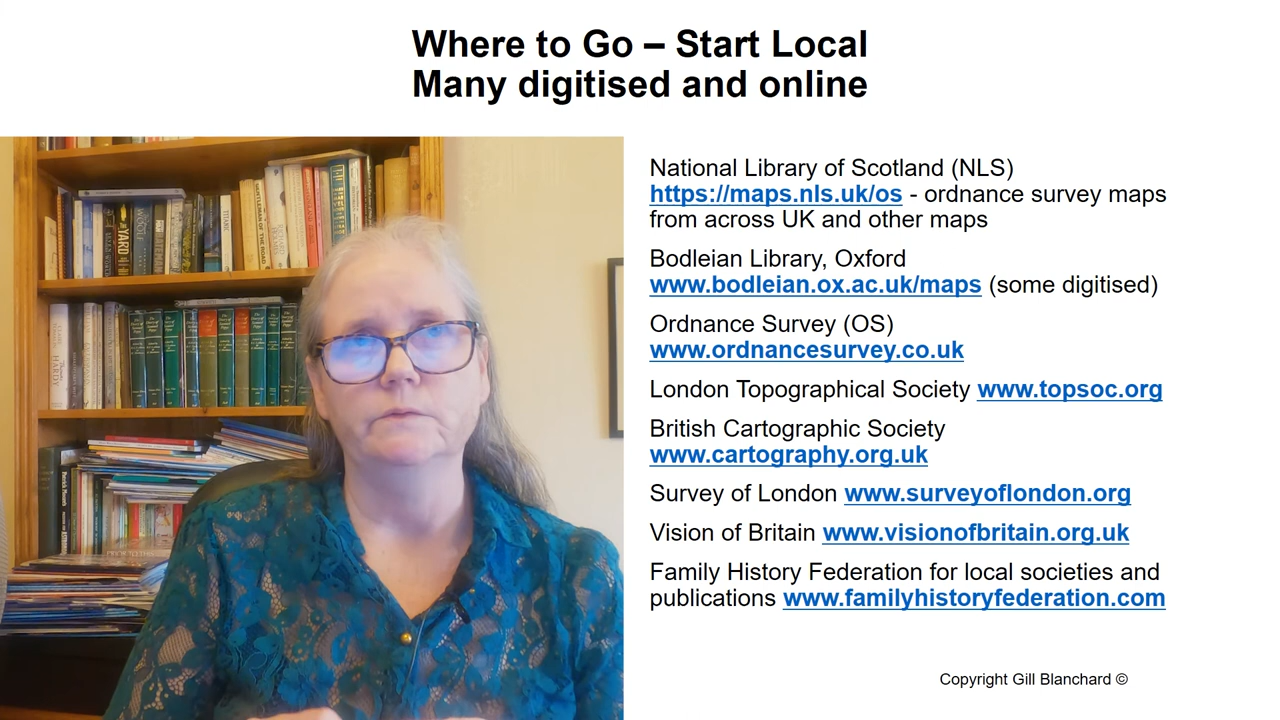 Where to Go – Start Local
Many digitised and online
National Library of Scotland (NLS)
https://maps.nls.uk/os - ordnance survey maps
from across UK and other maps
Bodleian Library, Oxford
www.bodleian.ox.ac.uk/maps (some digitised)
Ordnance Survey (OS)
www.ordnancesurvey.co.uk
London Topographical Society www.topsoc.org
British Cartographic Society
www.cartography.org.uk
Survey of London www.surveyoflondon.org
Vision of Britain www.visionofbritain.org.uk
Family History Federation for local societies and
publications www.familyhistoryfederation.com
Copyright Gill Blanchard ©
THE YARD
WOOLF
HARDY